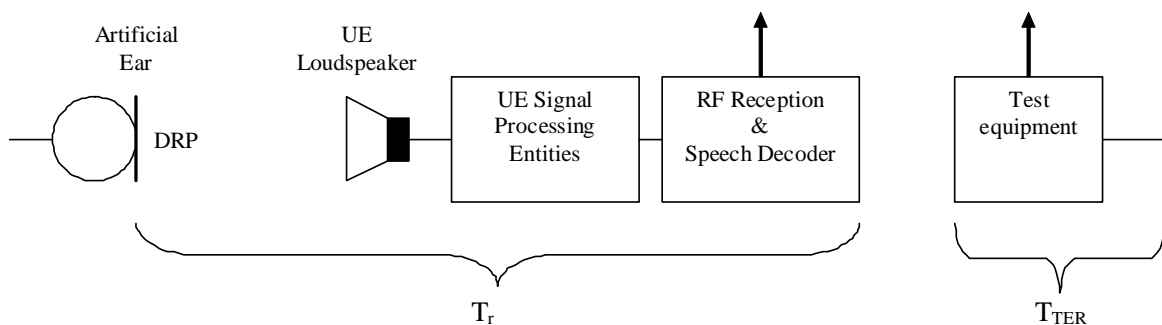 Artificial
Ear
UE
Loudspeaker
DRP
UE Signal
Processing
Entities
RF Reception
&
Speech Decoder
Test
equipment
Tr
TTER